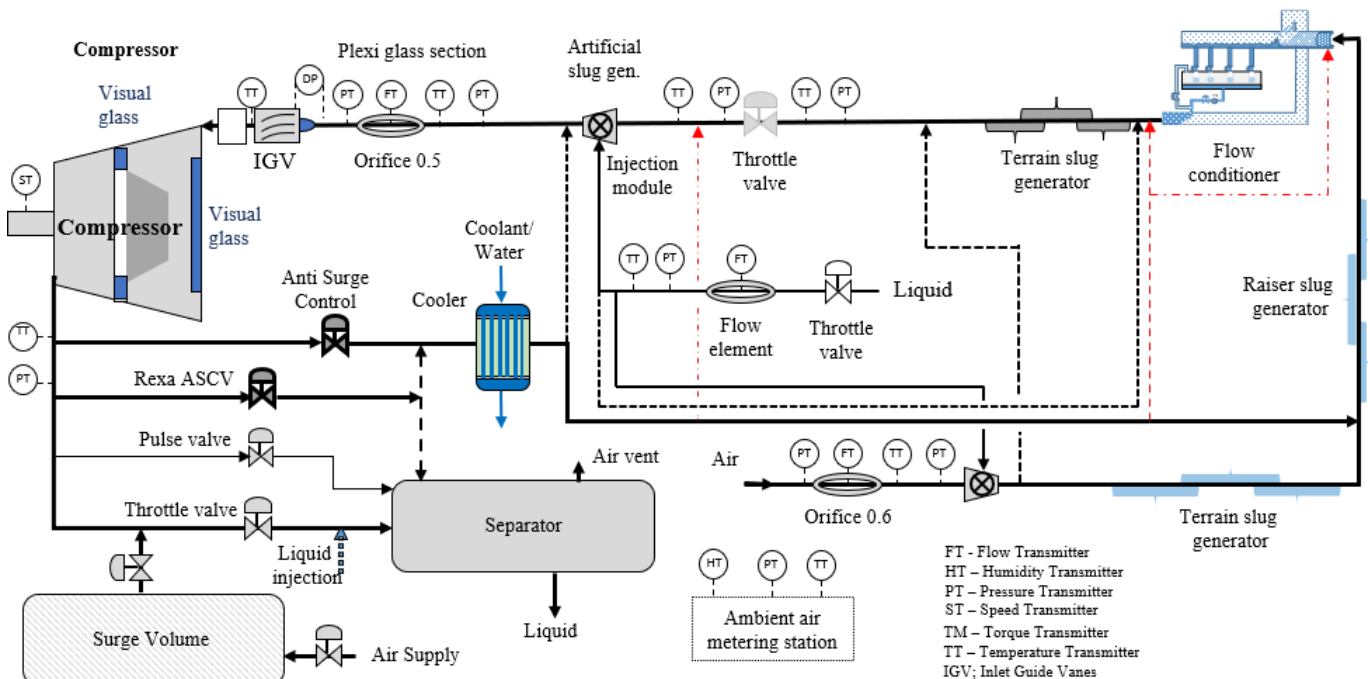 Compressor
Plexi glass section
Artificial
slug gen.
Visual
glass
TT
DP
PT
FT
TT
PT
TT
PT
TT
PT
IGV
Orifice 0.5
Injection
module
Throttle
valve
Terrain slug
generator
Flow
conditioner
ST
Compressor
Visual
glass
Coolant/
Water
Anti Surge
Control
Cooler
TT
PT
FT
Liquid
Flow
element
Throttle
valve
Raiser slug
generator
TT
PT
Rexa ASCV
Pulse valve
Air vent
Air
PT
FT
TT
PT
Orifice 0.6
Throttle valve
Separator
Terrain slug
generator
Liquid
injection
Liquid
Surge Volume
Air Supply
HT
PT
TT
Ambient air
metering station
FT - Flow Transmitter
HT – Humidity Transmitter
PT – Pressure Transmitter
ST – Speed Transmitter
TM – Torque Transmitter
TT – Temperature Transmitter
IGV; Inlet Guide Vanes